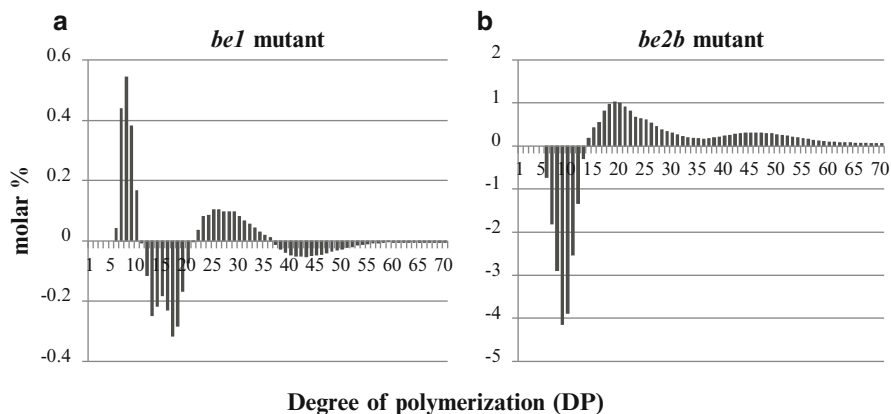 a
be1 mutant
0.6
0.4
0.2
0
-0.2
-0.4
1 5 10 15 20 25 30 35 40 45 50 55 60 65 70
molar %
b
be2b mutant
2
1
0
-1
-2
-3
-4
-5
1 5 10 15 20 25 30 35 40 45 50 55 60 65 70
Degree of polymerization (DP)